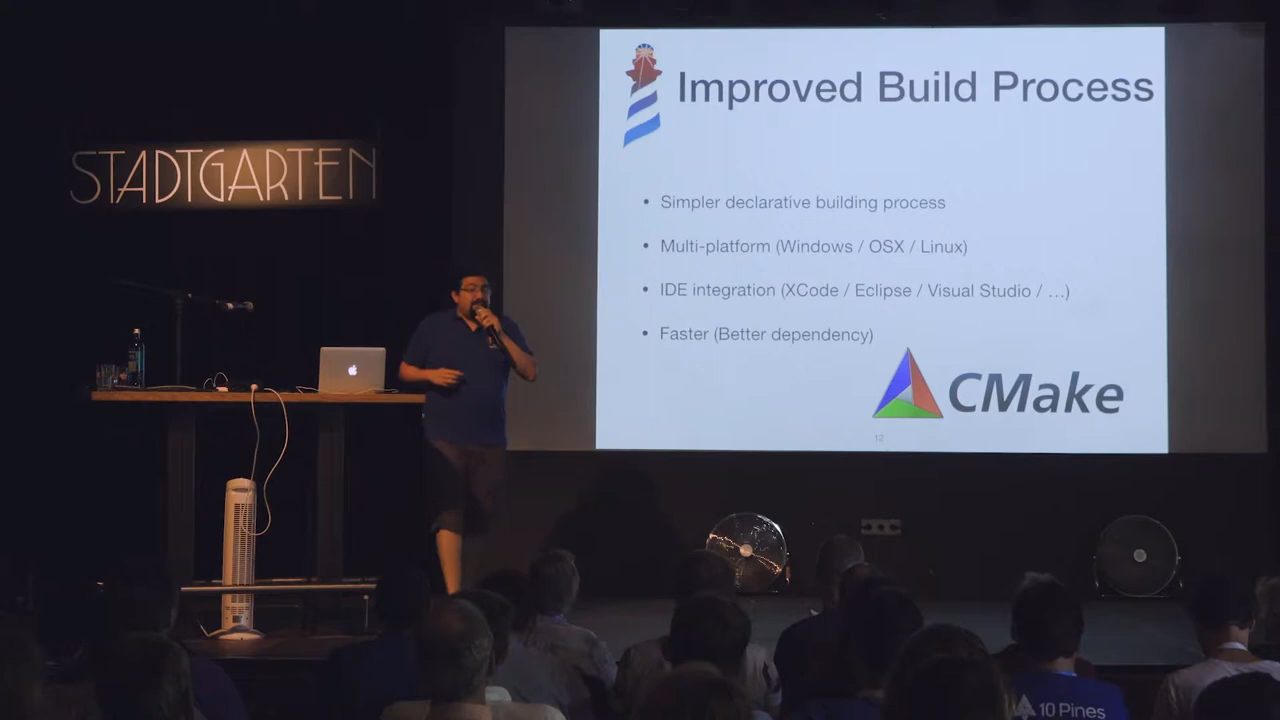 STADTGARTEN
Improved Build Process
• Simpler declarative building process
• Multi-platform (Windows / OSX / Linux)
• IDE integration (XCode / Eclipse / Visual Studio / …)
• Faster (Better dependency)
CMake
12
10 Pines